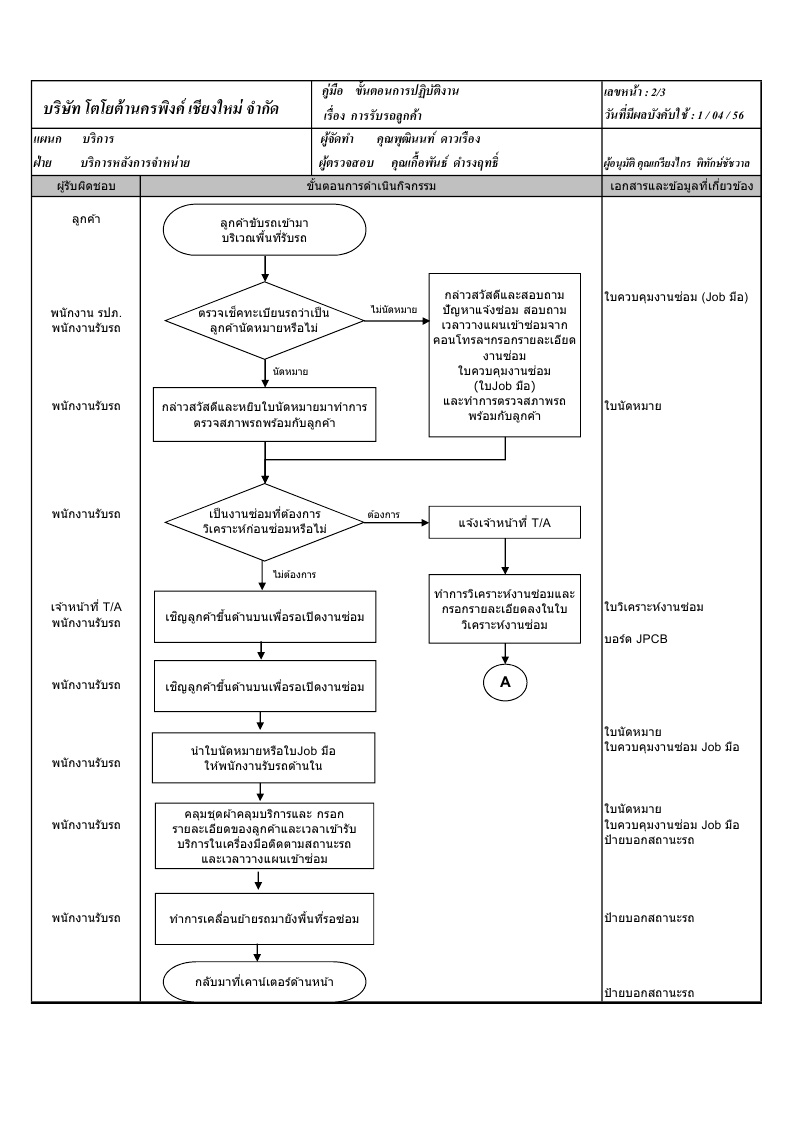 บริษัท โตโยต้านครพิงค์ เชียงใหม่ จำกัด
คู่มือ ขั้นตอนการปฏิบัติงาน
เรื่อง การรับรถลูกค้า
เลขหน้า : 2/3
วันที่มีผลบังคับใช้ : 1 / 04 / 56
แผนก บริการ
ฝ่าย บริการหลังการจำหน่าย
ผู้จัดทำ คุณพุฒินนท์ ดาวเรือง
ผู้ตรวจสอบ คุณเกื้อพันธ์ ดำรงฤทธิ์
ผู้อนุมัติ คุณเกรียงไกร พิทักษ์ชัชวาล
ผู้รับผิดชอบ
ขั้นตอนการดำเนินกิจกรรม
เอกสารและข้อมูลที่เกี่ยวข้อง
ลูกค้า
ลูกค้าขับรถเข้ามา
บริเวณพื้นที่รับรถ
พนักงาน รปภ.
พนักงานรับรถ
ตรวจเช็คทะเบียนรถว่าเป็น
ลูกค้านัดหมายหรือไม่
ไม่นัดหมาย
นัดหมาย
กล่าวสวัสดีและสอบถาม
ปัญหาแจ้งซ่อม สอบถาม
เวลาวางแผนเข้าซ่อมจาก
คอนโทรลฯกรอกรายละเอียด
งานซ่อม
ใบควบคุมงานซ่อม
(ใบJob มือ)
และทำการตรวจสภาพรถ
พร้อมกับลูกค้า
ใบควบคุมงานซ่อม (Job มือ)
พนักงานรับรถ
กล่าวสวัสดีและหยิบใบนัดหมายมาทำการ
ตรวจสภาพรถพร้อมกับลูกค้า
ใบนัดหมาย
พนักงานรับรถ
เป็นงานซ่อมที่ต้องการ
วิเคราะห์ก่อนซ่อมหรือไม่
ต้องการ
ไม่ต้องการ
แจ้งเจ้าหน้าที่ T/A
เจ้าหน้าที่ T/A
พนักงานรับรถ
เชิญลูกค้าขึ้นด้านบนเพื่อรอเปิดงานซ่อม
ทำการวิเคราะห์งานซ่อมและ
กรอกรายละเอียดลงในใบ
วิเคราะห์งานซ่อม
ใบวิเคราะห์งานซ่อม
บอร์ด JPCB
พนักงานรับรถ
เชิญลูกค้าขึ้นด้านบนเพื่อรอเปิดงานซ่อม
A
พนักงานรับรถ
นำใบนัดหมายหรือใบJob มือ
ให้พนักงานรับรถด้านใน
ใบนัดหมาย
ใบควบคุมงานซ่อม Job มือ
พนักงานรับรถ
คลุมชุดผ้าคลุมบริการและ กรอก
รายละเอียดของลูกค้าและเวลาเข้ารับ
บริการในเครื่องมือติดตามสถานะรถ
และเวลาวางแผนเข้าซ่อม
ใบนัดหมาย
ใบควบคุมงานซ่อม Job มือ
ป้ายบอกสถานะรถ
พนักงานรับรถ
ทำการเคลื่อนย้ายรถมายังพื้นที่รอซ่อม
ป้ายบอกสถานะรถ
กลับมาที่เคาน์เตอร์ด้านหน้า
ป้ายบอกสถานะรถ